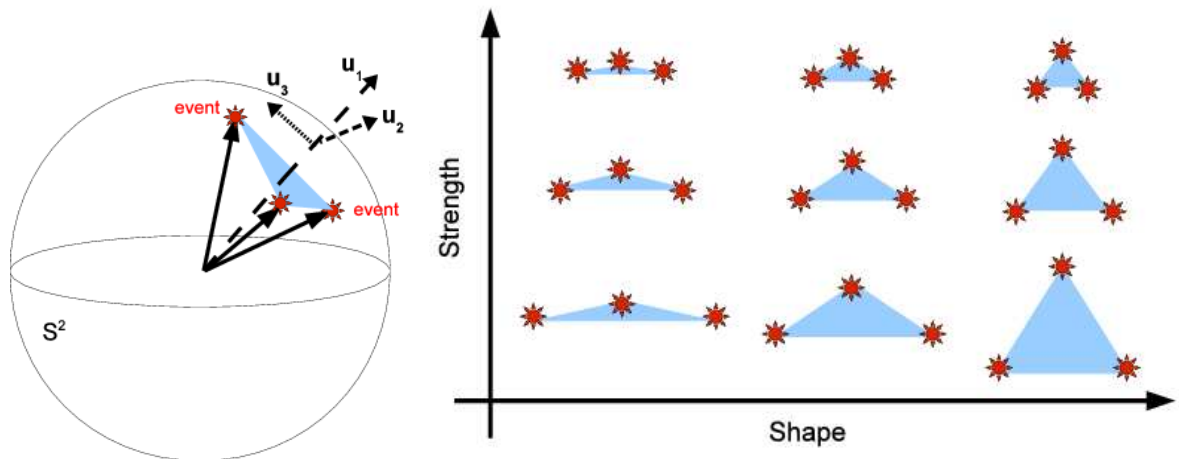 u1
u3
event
u2
event
S²
Strength
Shape